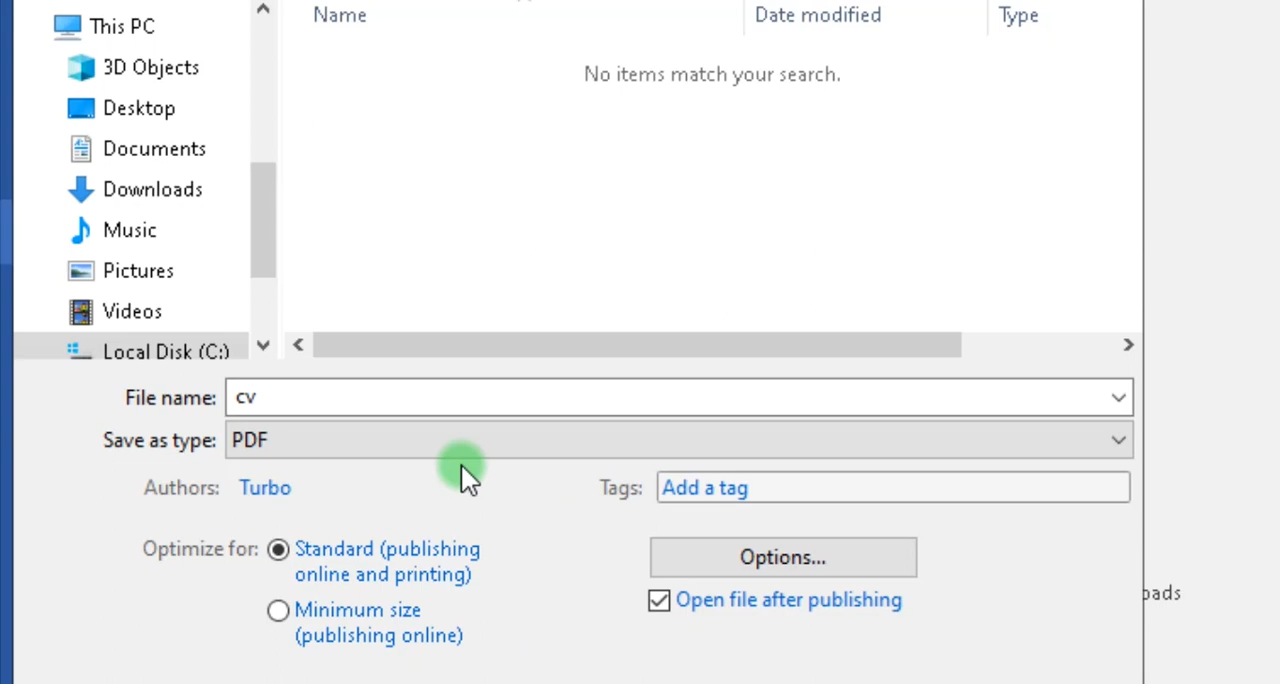 This PC
3D Objects
Desktop
Documents
Downloads
Music
Pictures
Videos
Local Disk (C:)
Name Date modified Type
No items match your search.
File name: cv
Save as type: PDF
Authors: Turbo Tags: Add a tag
Optimize for: Standard (publishing
online and printing)
Minimum size
(publishing online)
Options...
Open file after publishing
oads